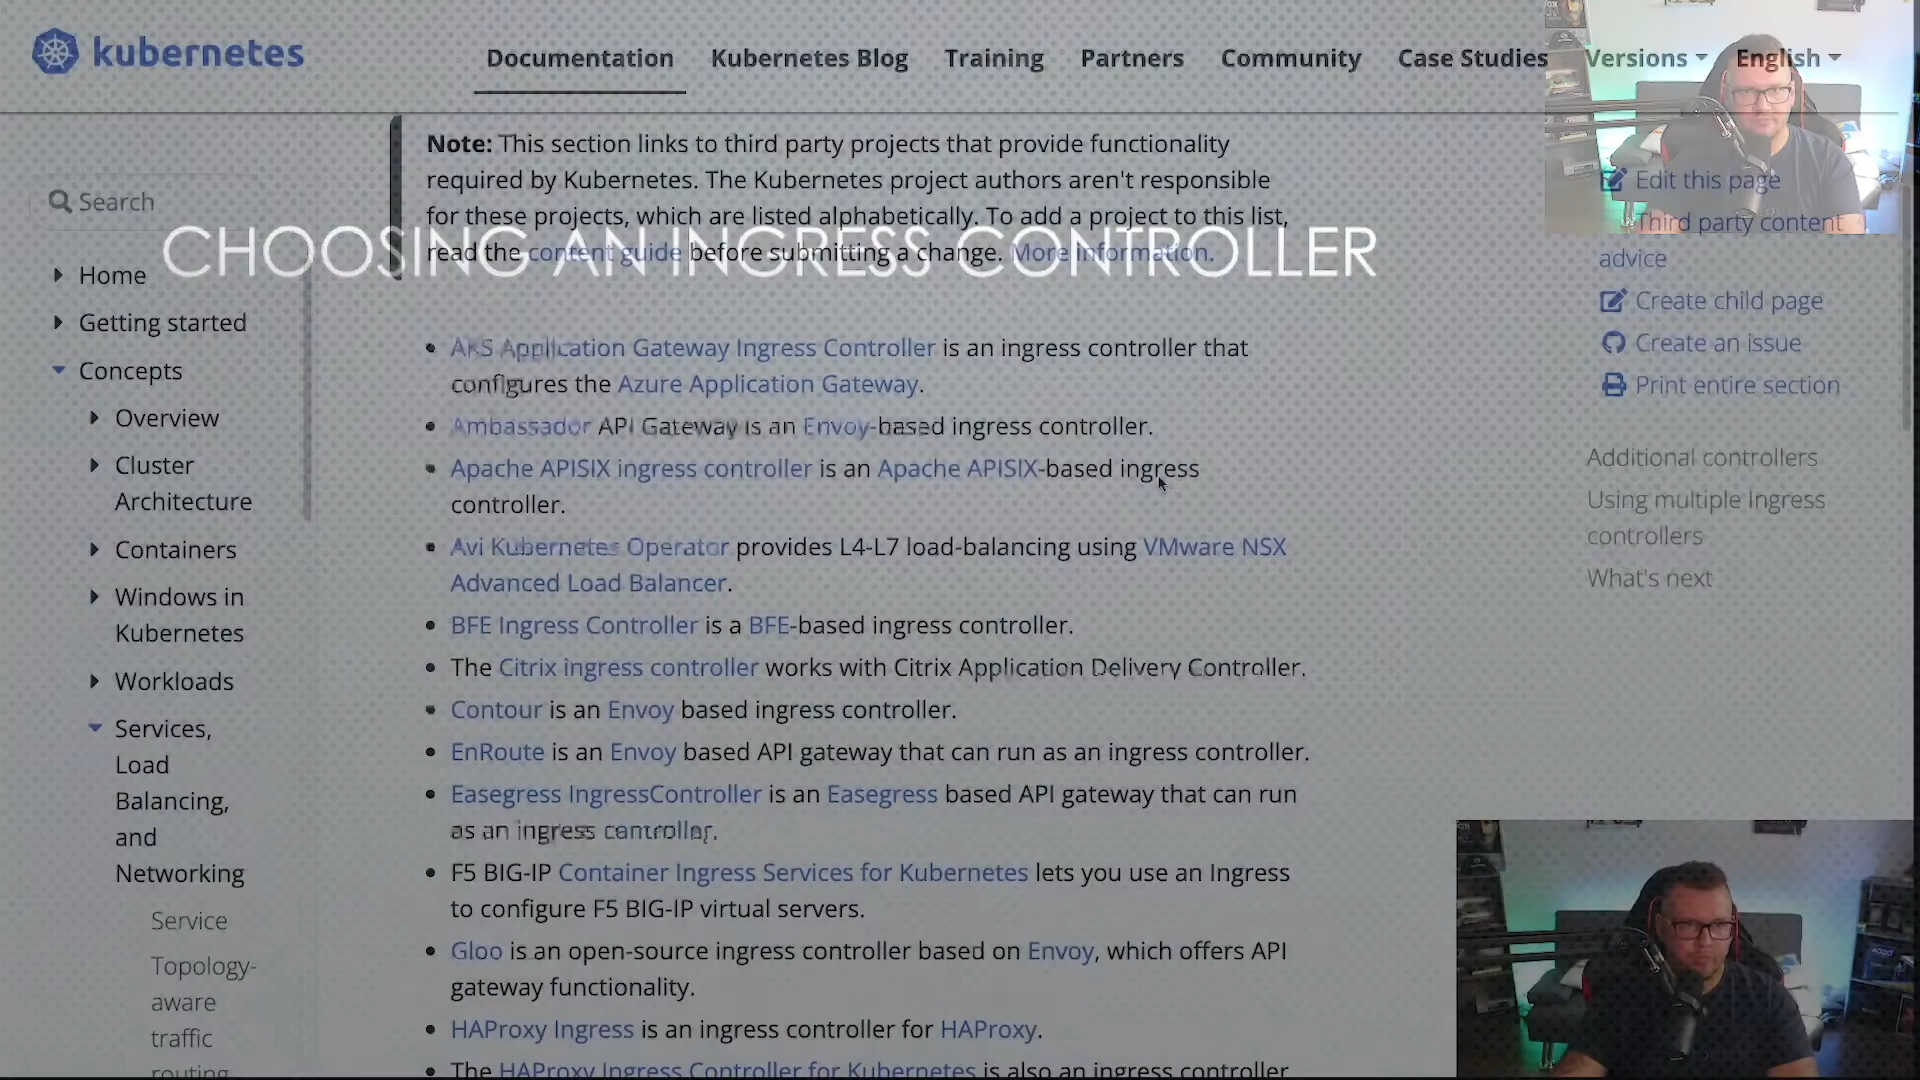 kubernetes
Documentation
Kubernetes Blog
Training
Partners
Community
Case Studies
Versions
English
Search
Home
Getting started
Concepts
Overview
Cluster
Architecture
Containers
Windows in
Kubernetes
Workloads
Services,
Load
Balancing,
and
Networking
Service
Topology-
aware
traffic
routing
Note: This section links to third party projects that provide functionality
required by Kubernetes. The Kubernetes project authors aren't responsible
for these projects, which are listed alphabetically. To add a project to this list,
read the content guide before submitting a change. More information.
CHOOSING AN INGRESS CONTROLLER
AKS Application Gateway Ingress Controller is an ingress controller that
configures the Azure Application Gateway.
Ambassador API Gateway is an Envoy-based ingress controller.
Apache APISIX ingress controller is an Apache APISIX-based ingress
controller.
Avi Kubernetes Operator provides L4-L7 load-balancing using VMware NSX
Advanced Load Balancer.
BFE Ingress Controller is a BFE-based ingress controller.
The Citrix ingress controller works with Citrix Application Delivery Controller.
Contour is an Envoy based ingress controller.
EnRoute is an Envoy based API gateway that can run as an ingress controller.
Easegress IngressController is an Easegress based API gateway that can run
as an ingress controller.
F5 BIG-IP Container Ingress Services for Kubernetes lets you use an Ingress
to configure F5 BIG-IP virtual servers.
Gloo is an open-source ingress controller based on Envoy, which offers API
gateway functionality.
HAProxy Ingress is an ingress controller for HAProxy.
The HAProxy Ingress Controller for Kubernetes is also an ingress controller
Edit this page
Third party content
advice
Create child page
Create an issue
Print entire section
Additional controllers
Using multiple Ingress
controllers
What's next